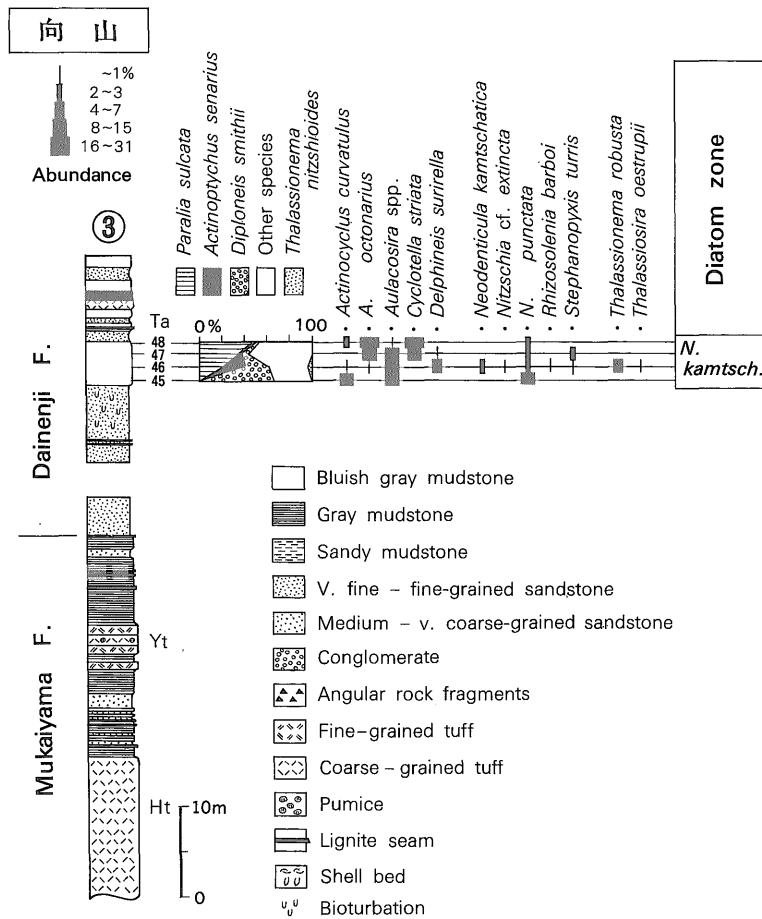 向 山
~1%
2~3
4~7
8~15
16~31
Abundance
③
Paralia sulcata
Actinoptychus senarius
Diploneis smithii
Other species
Thalassionema nitzshioides
Actinocyclus curvatulus
A. octonarius
Aulacosira spp.
Cyclotella striata
Delphineis surirella
Neodenticula kamtschatica
Nitzschia cf. extincta
N. punctata
Rhizosolenia barboi
Stephanopyxis turris
Thalassionema robusta
Thalassiosira oestrupii
Diatom zone
Ta
0% 100
48
47
46
45
N.
kamtsch.
Dainenji F.
Mukaiyama F.
Yt
Ht
10m
0
Bluish gray mudstone
Gray mudstone
Sandy mudstone
V. fine – fine-grained sandstone
Medium – v. coarse-grained sandstone
Conglomerate
Angular rock fragments
Fine-grained tuff
Coarse-grained tuff
Pumice
Lignite seam
Shell bed
Bioturbation